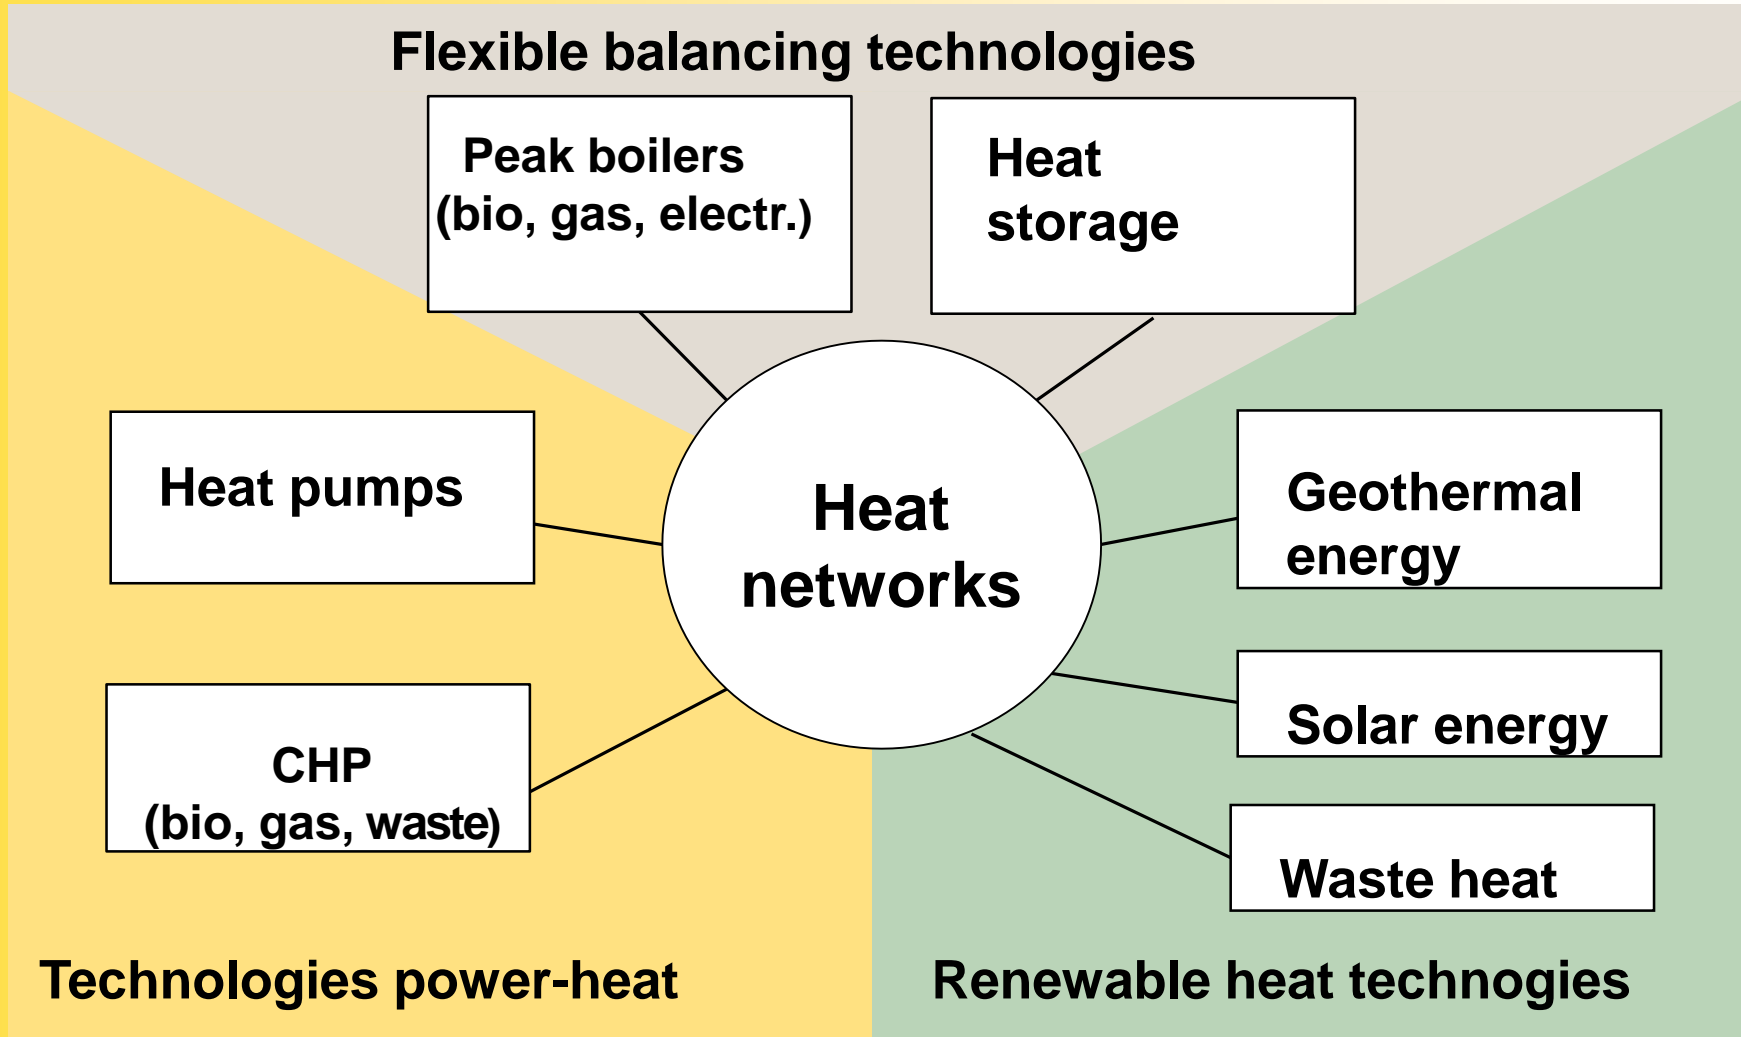 Flexible balancing technologies
Peak boilers
(bio, gas, electr.)
Heat
storage
Heat pumps
Heat
networks
Geothermal
energy
CHP
(bio, gas, waste)
Solar energy
Waste heat
Technologies power-heat
Renewable heat technogies